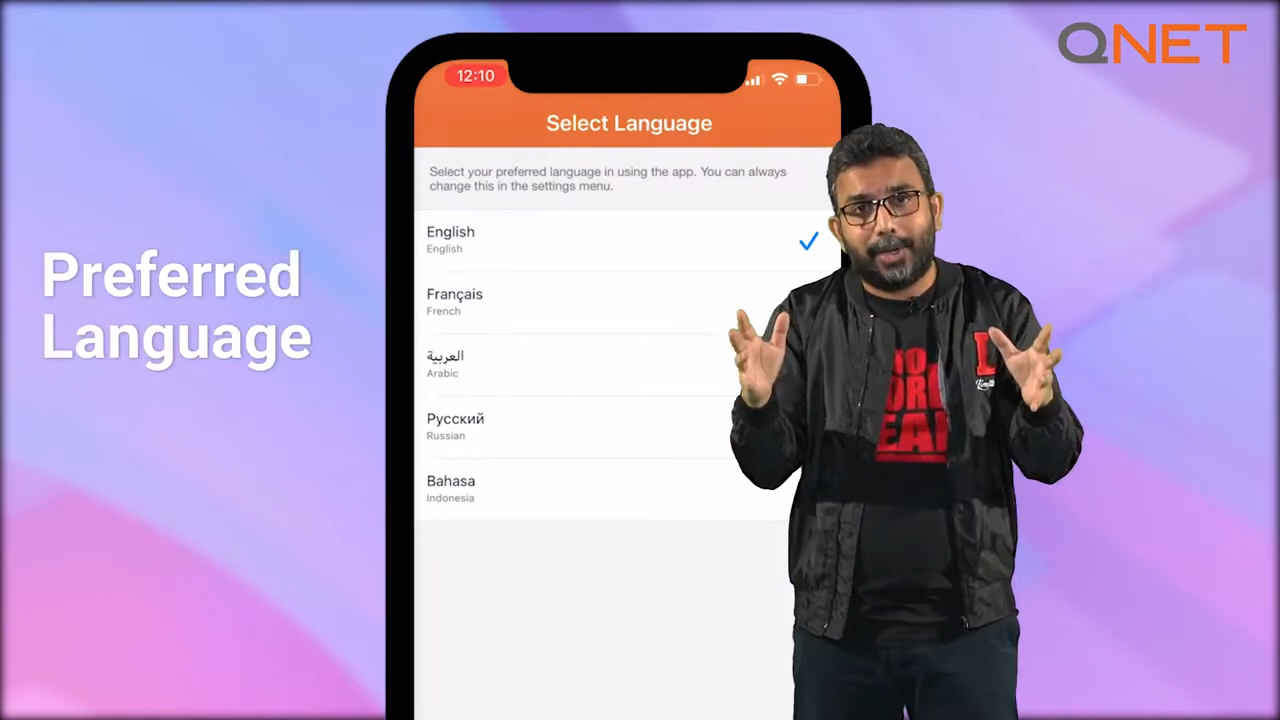 QNET
12:10
Select Language
Select your preferred language in using the app. You can always
change this in the settings menu.
English
English
Français
French
العربية
Arabic
Русский
Russian
Bahasa
Indonesia
Preferred
Language